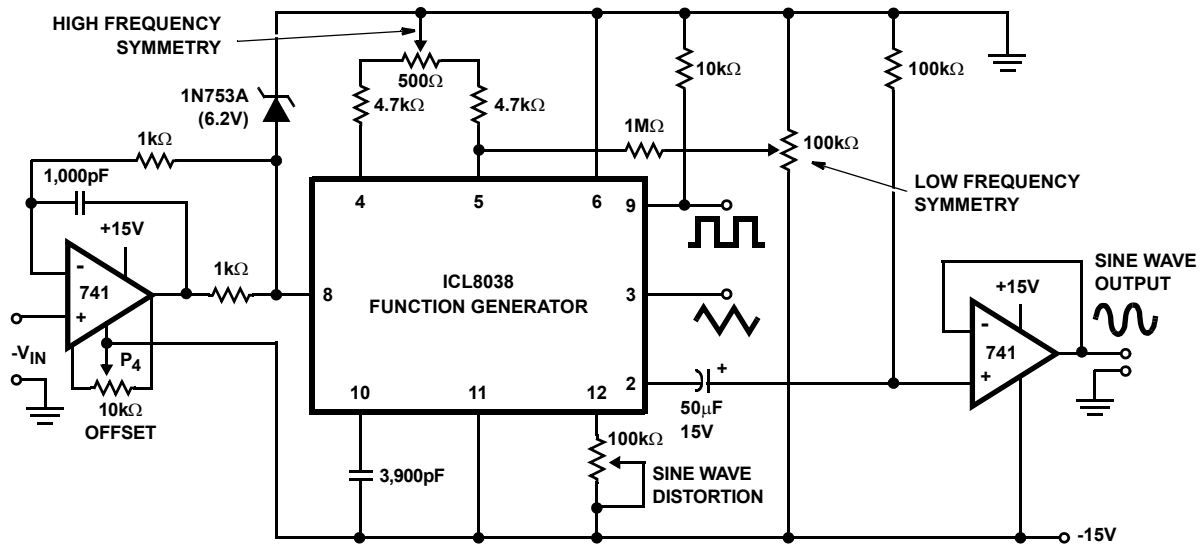 HIGH FREQUENCY
SYMMETRY
500Ω
10kΩ
100kΩ
1N753A
(6.2V)
4.7kΩ
4.7kΩ
1MΩ
100kΩ
1kΩ
LOW FREQUENCY
SYMMETRY
1,000pF
4
5
6
9
+15V
-
741
+
1kΩ
8
ICL8038
FUNCTION GENERATOR
3
SINE WAVE
OUTPUT
+15V
-
741
+
-VIN
P4
10kΩ
OFFSET
10
11
12
2
+
50μF
15V
100kΩ
3,900pF
SINE WAVE
DISTORTION
-15V